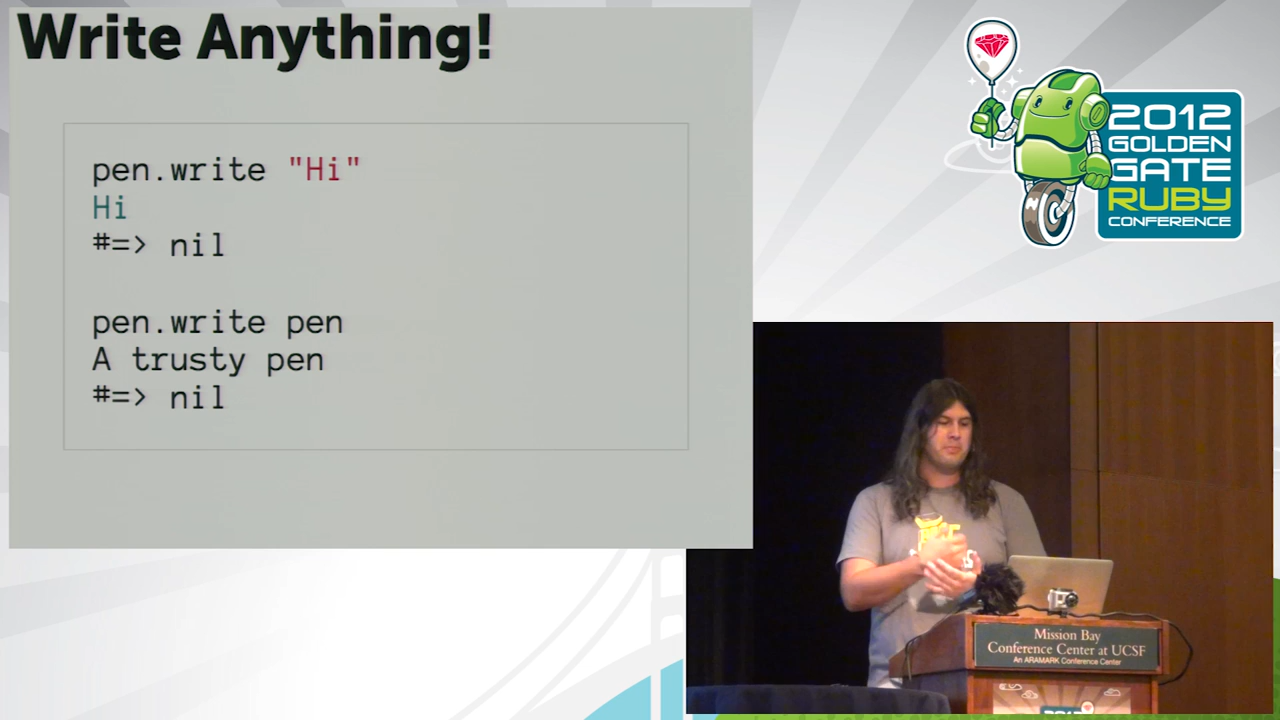 Write Anything!
pen.write "Hi"
Hi
#=> nil
pen.write pen
A trusty pen
#=> nil
2012
GOLDEN
GATE
RUBY
CONFERENCE
Mission Bay
Conference Center at UCSF
An ARAMARK Conference Center
2012